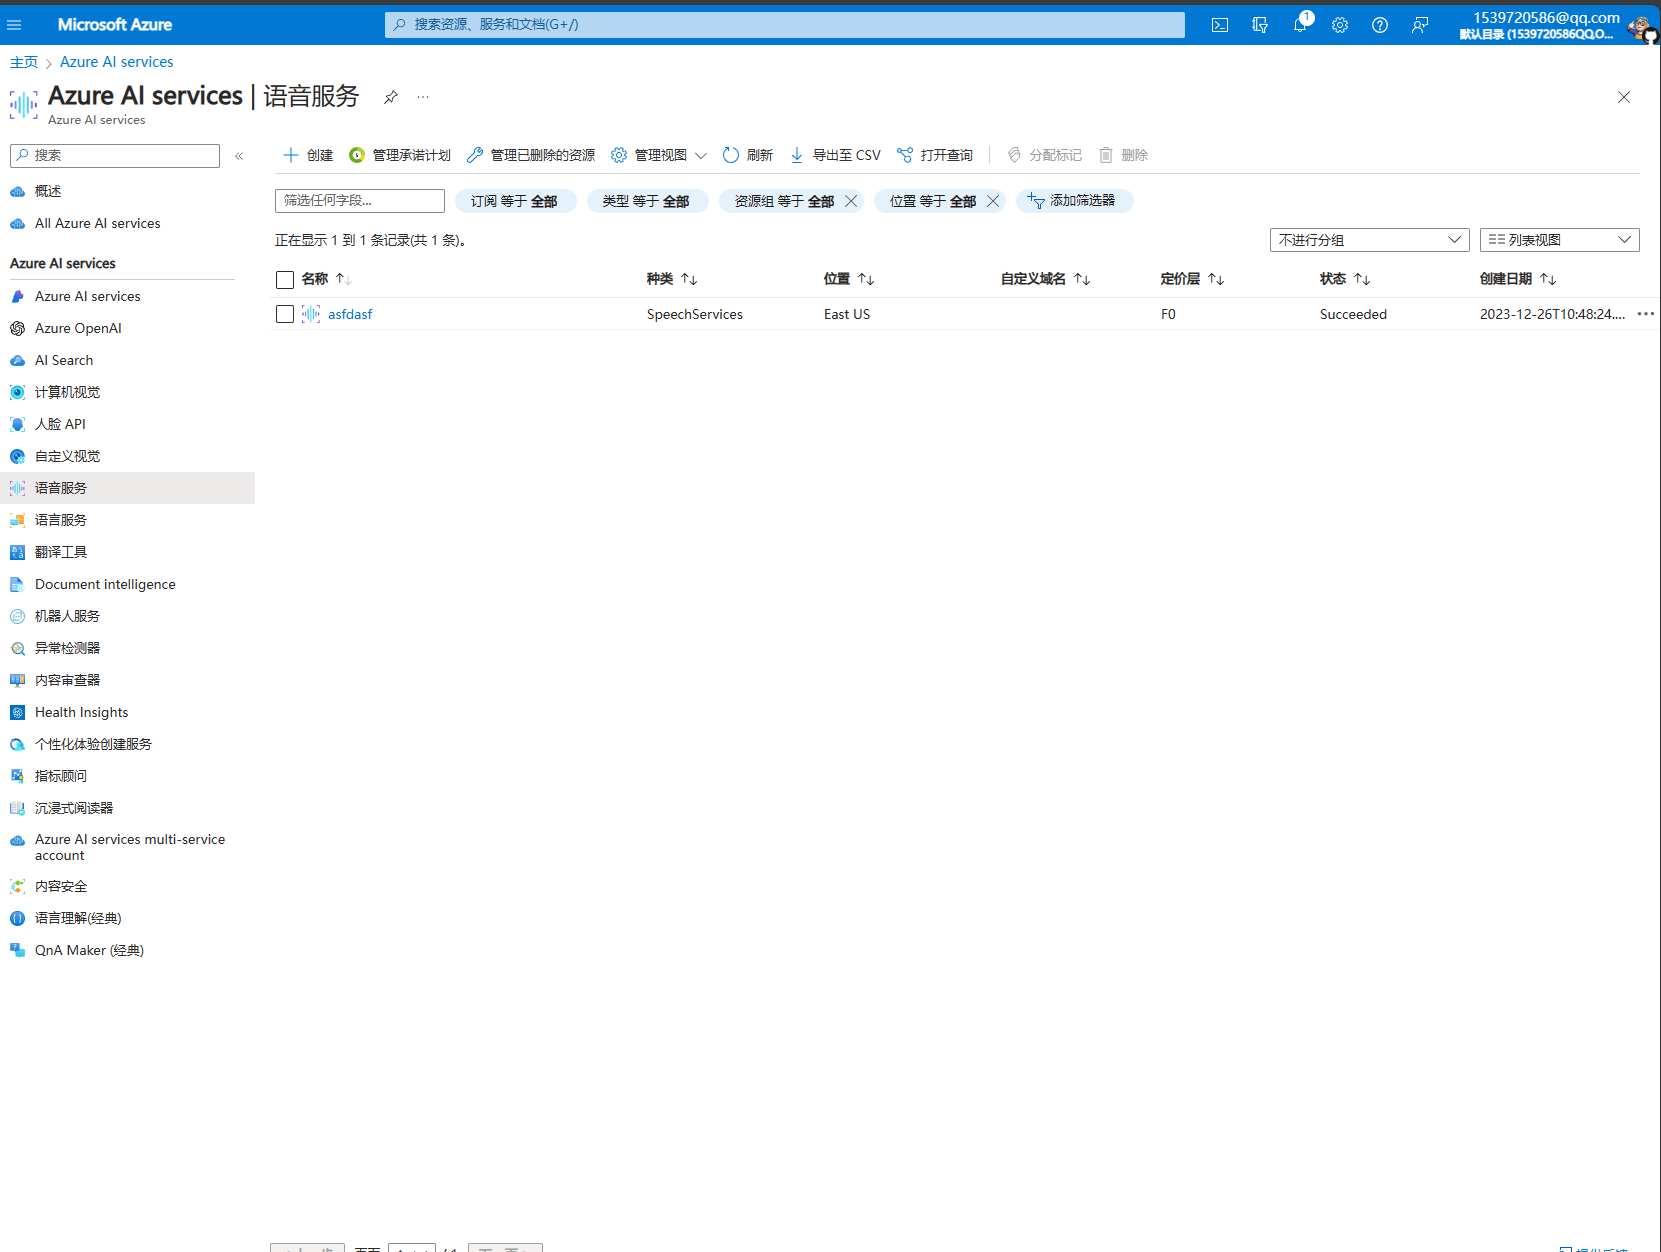 Microsoft Azure
搜索资源、服务和文档(G+/)
1
1539720586@qq.com
默认目录 (1539720586QQ.O...
主页 > Azure AI services
Azure AI services | 语音服务
Azure AI services
搜索
概述
All Azure AI services
Azure AI services
Azure AI services
Azure OpenAI
AI Search
计算机视觉
人脸 API
自定义视觉
语音服务
语言服务
翻译工具
Document intelligence
机器人服务
异常检测器
内容审查器
Health Insights
个性化体验创建服务
指标顾问
沉浸式阅读器
Azure AI services multi-service
account
内容安全
语言理解(经典)
QnA Maker (经典)
创建 管理承诺计划 管理已删除的资源 管理视图 刷新 导出至 CSV 打开查询 分配标记 删除
筛选任何字段... 订阅 等于 全部 类型 等于 全部 资源组 等于 全部 位置 等于 全部 添加筛选器
正在显示 1 到 1 条记录(共 1 条)。 不进行分组 列表视图
名称 种类 位置 自定义域名 定价层 状态 创建日期
asfdasf SpeechServices East US F0 Succeeded 2023-12-26T10:48:24....